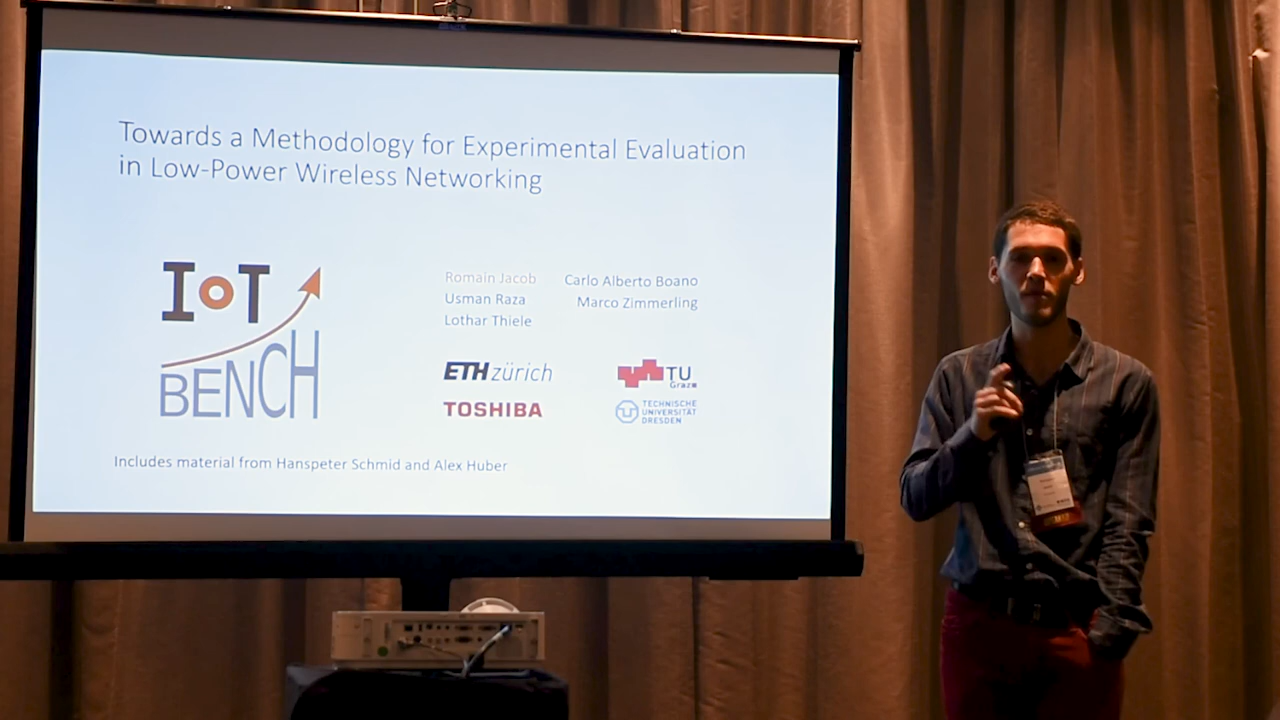 Towards a Methodology for Experimental Evaluation
in Low-Power Wireless Networking
IoT
BENCH
Romain Jacob
Carlo Alberto Boano
Usman Raza
Marco Zimmerling
Lothar Thiele
ETH zürich
TU
Graz
TOSHIBA
TECHNISCHE
UNIVERSITÄT
DRESDEN
Includes material from Hanspeter Schmid and Alex Huber